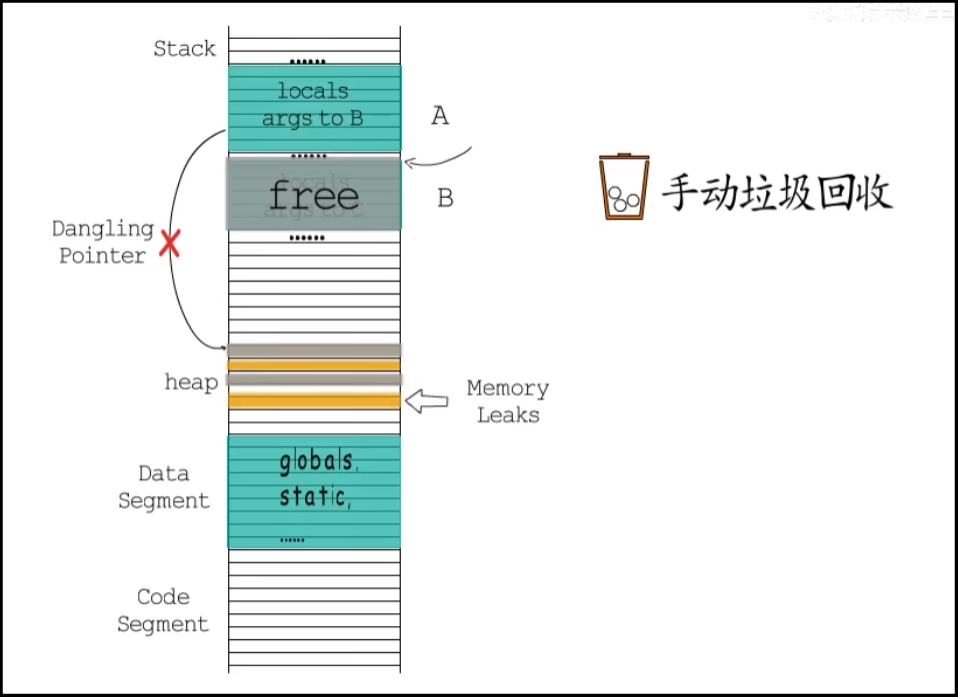 Stack
locals
args to B
A
free
B
Dangling
Pointer
手动垃圾回收
heap
Memory
Leaks
globals,
static,
Data
Segment
Code
Segment